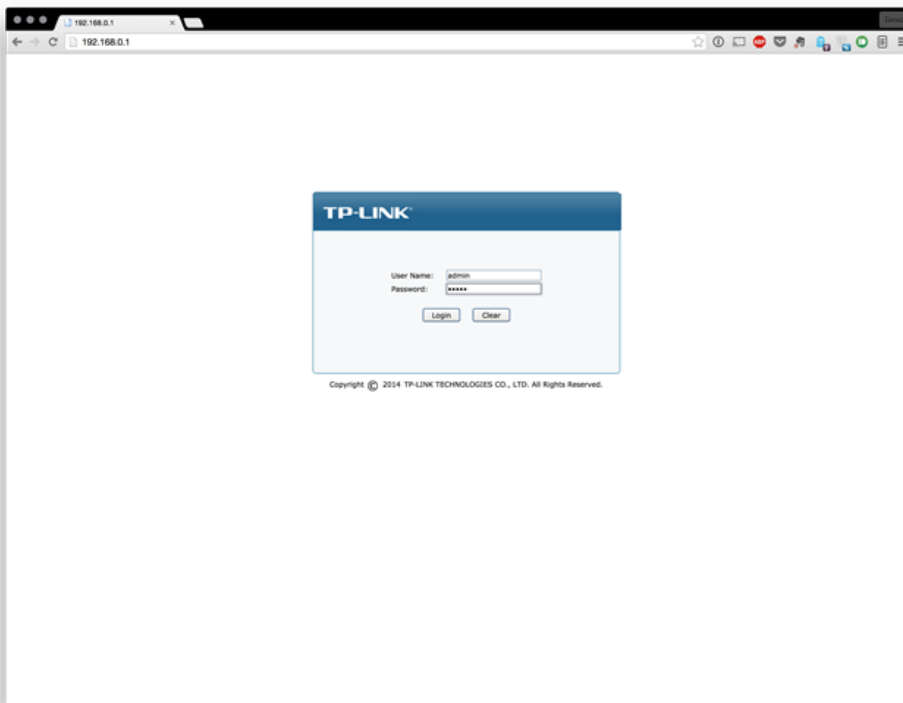 192.168.0.1
192.168.0.1
ABP
TP-LINK
User Name: admin
Password: •••••
Login Clear
Copyright © 2014 TP-LINK TECHNOLOGIES CO., LTD. All Rights Reserved.